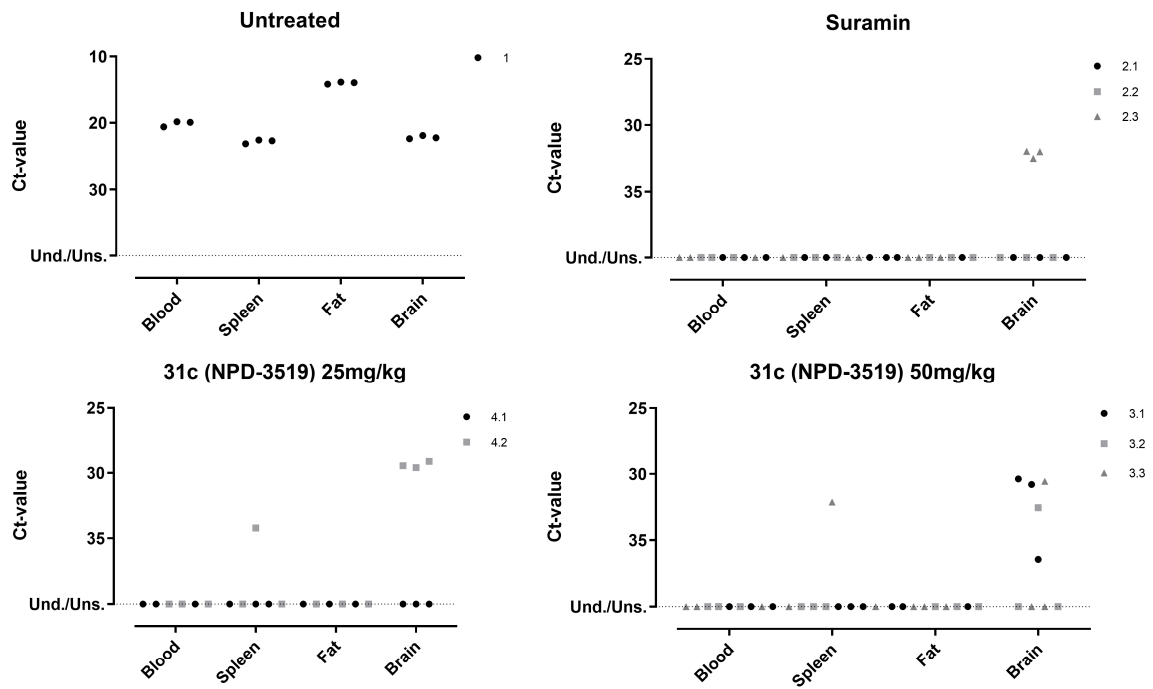 Untreated
Ct-value
10
20
30
Und./Uns.
Blood
Spleen
Fat
Brain
1
Suramin
Ct-value
25
30
35
Und./Uns.
Blood
Spleen
Fat
Brain
2.1
2.2
2.3
31c (NPD-3519) 25mg/kg
Ct-value
25
30
35
Und./Uns.
Blood
Spleen
Fat
Brain
4.1
4.2
31c (NPD-3519) 50mg/kg
Ct-value
25
30
35
Und./Uns.
Blood
Spleen
Fat
Brain
3.1
3.2
3.3